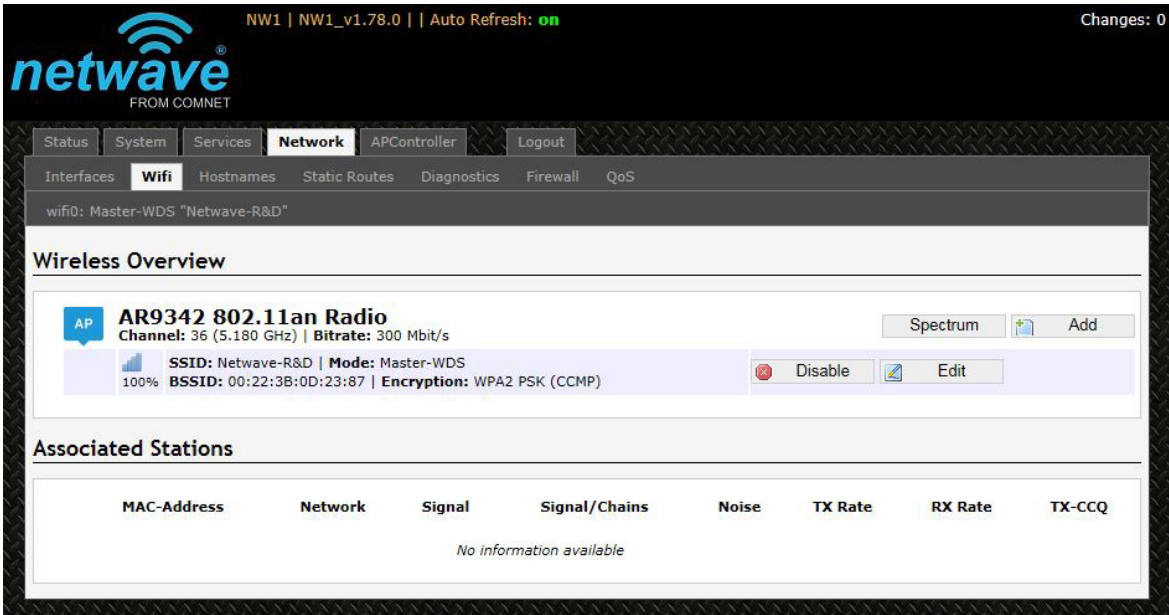 NW1 | NW1_v1.78.0 | | Auto Refresh: on
Changes: 0
netwave®
FROM COMNET
Status System Services Network APController Logout
Interfaces Wifi Hostnames Static Routes Diagnostics Firewall QoS
wifi0: Master-WDS "Netwave-R&D"
Wireless Overview
AP
AR9342 802.11an Radio
Channel: 36 (5.180 GHz) | Bitrate: 300 Mbit/s
Spectrum Add
SSID: Netwave-R&D | Mode: Master-WDS
100% BSSID: 00:22:3B:0D:23:87 | Encryption: WPA2 PSK (CCMP)
Disable Edit
Associated Stations
MAC-Address Network Signal Signal/Chains Noise TX Rate RX Rate TX-CCQ
No information available